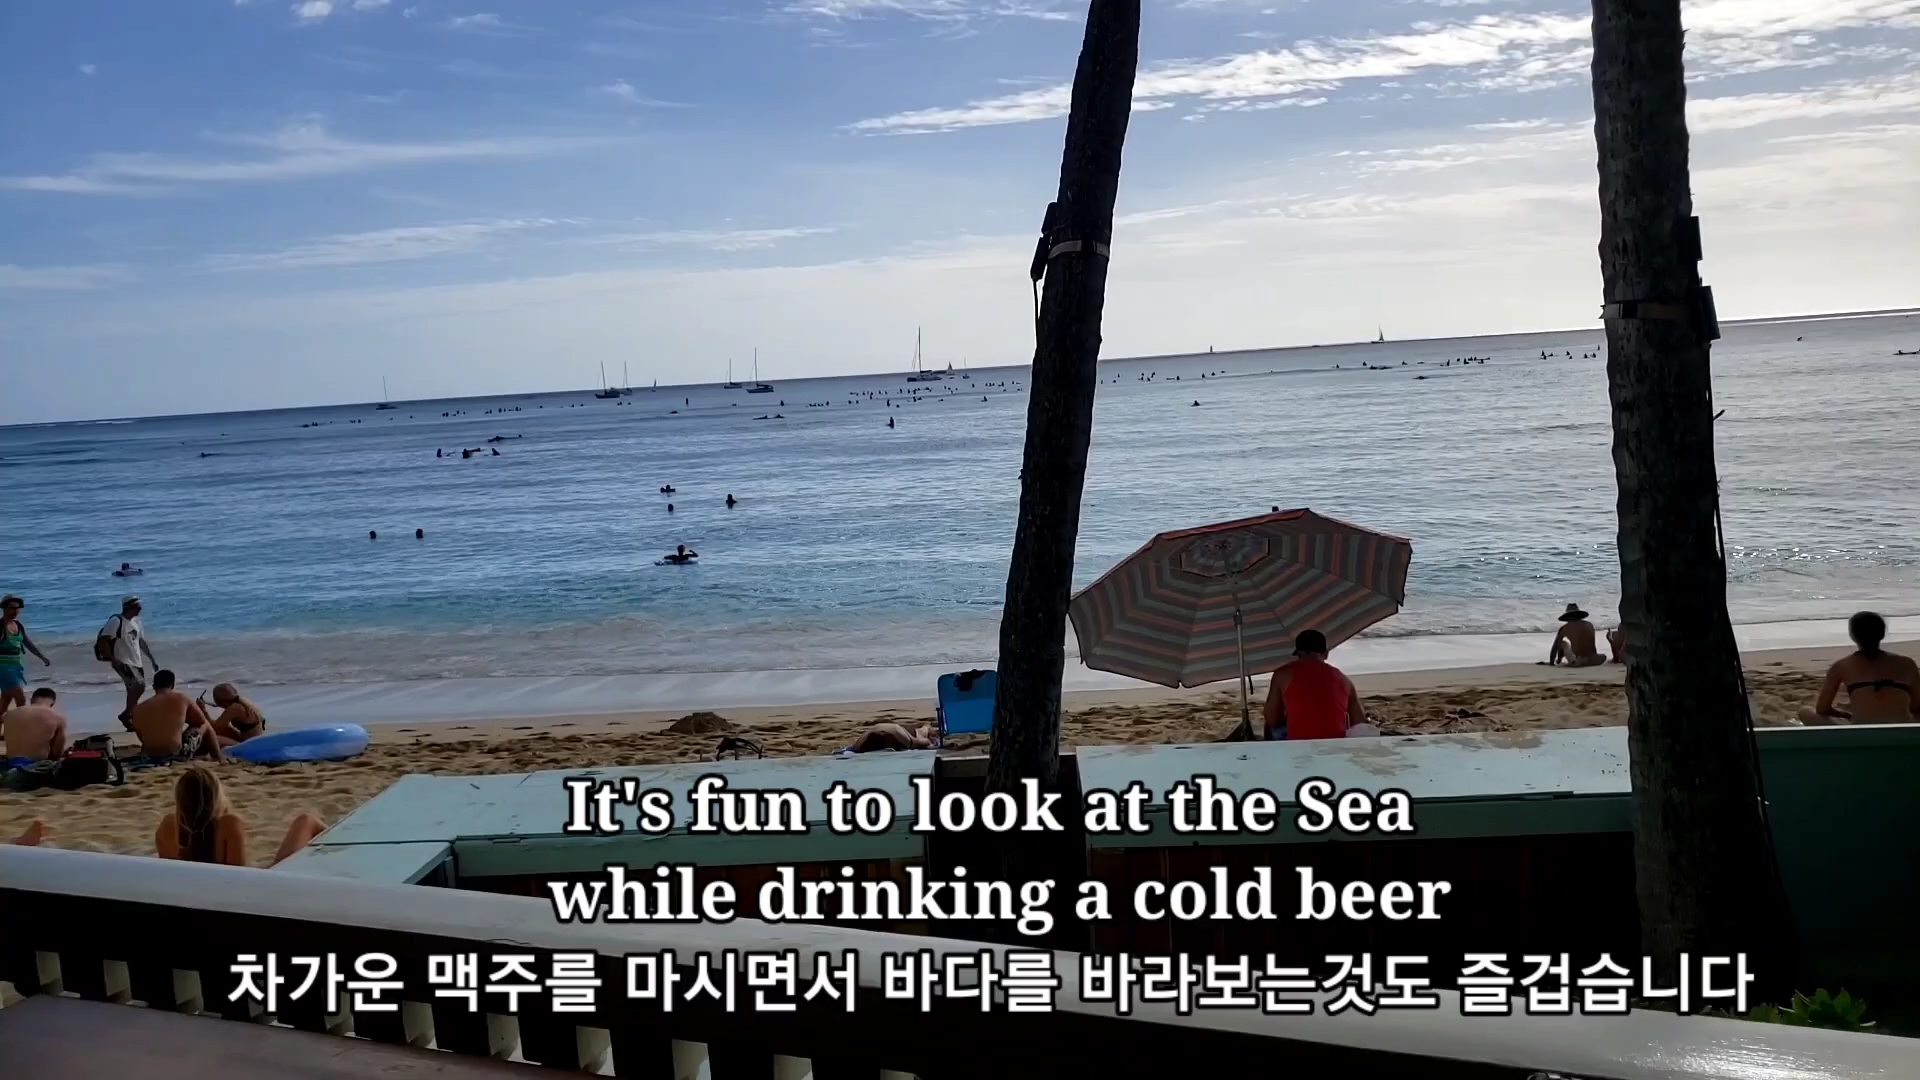 It's fun to look at the Sea
while drinking a cold beer
차가운 맥주를 마시면서 바다를 바라보는것도 즐겁습니다